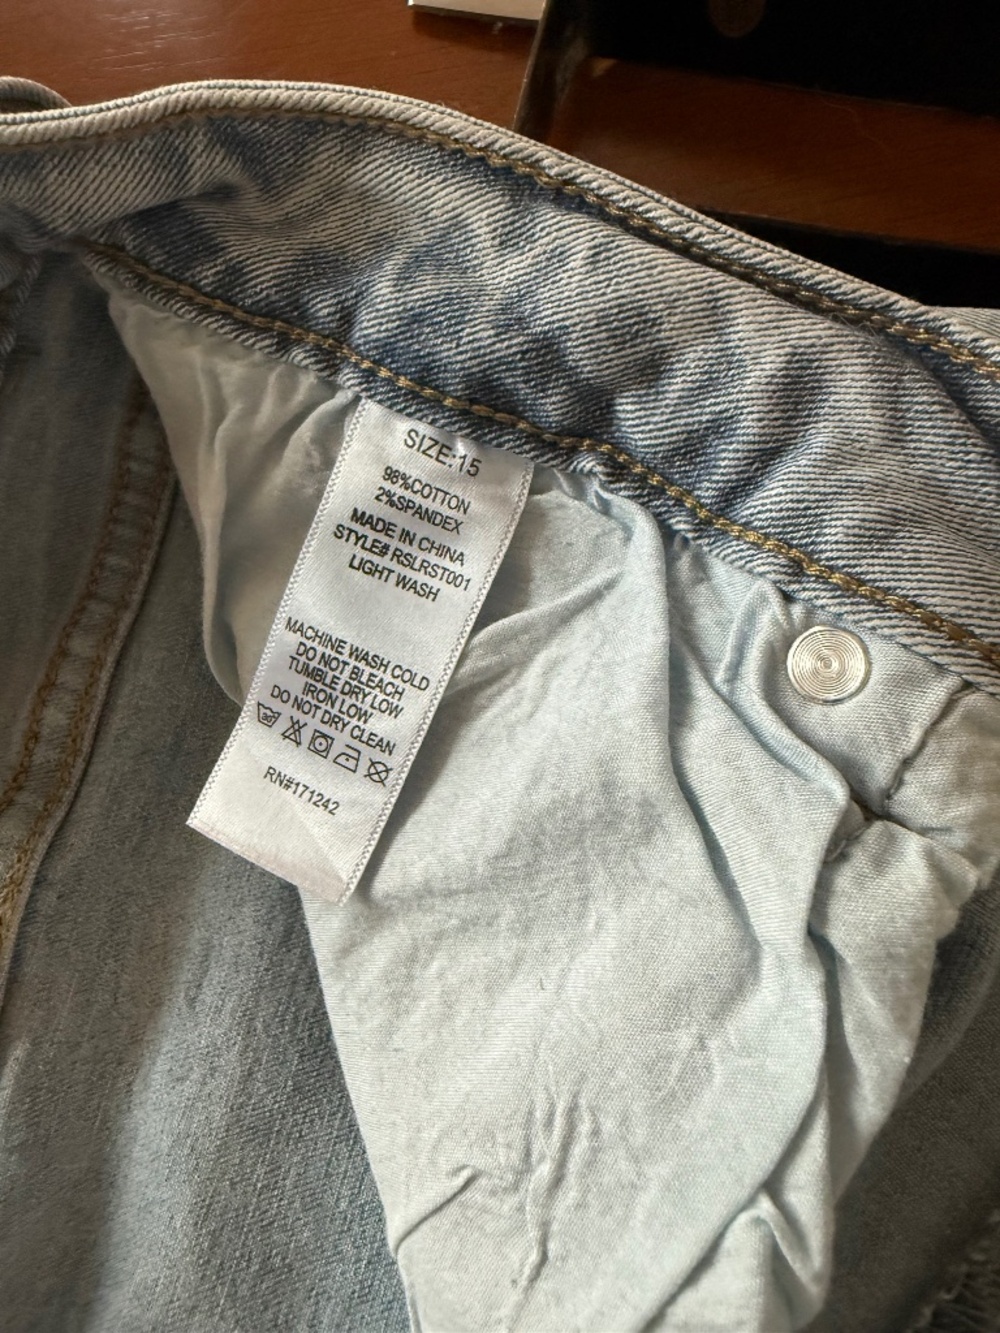 SIZE:15
98%COTTON
2%SPANDEX
MADE IN CHINA
STYLE# RSLRST001
LIGHT WASH
MACHINE WASH COLD
DO NOT BLEACH
TUMBLE DRY LOW
IRON LOW
DO NOT DRY CLEAN
30
RN#171242